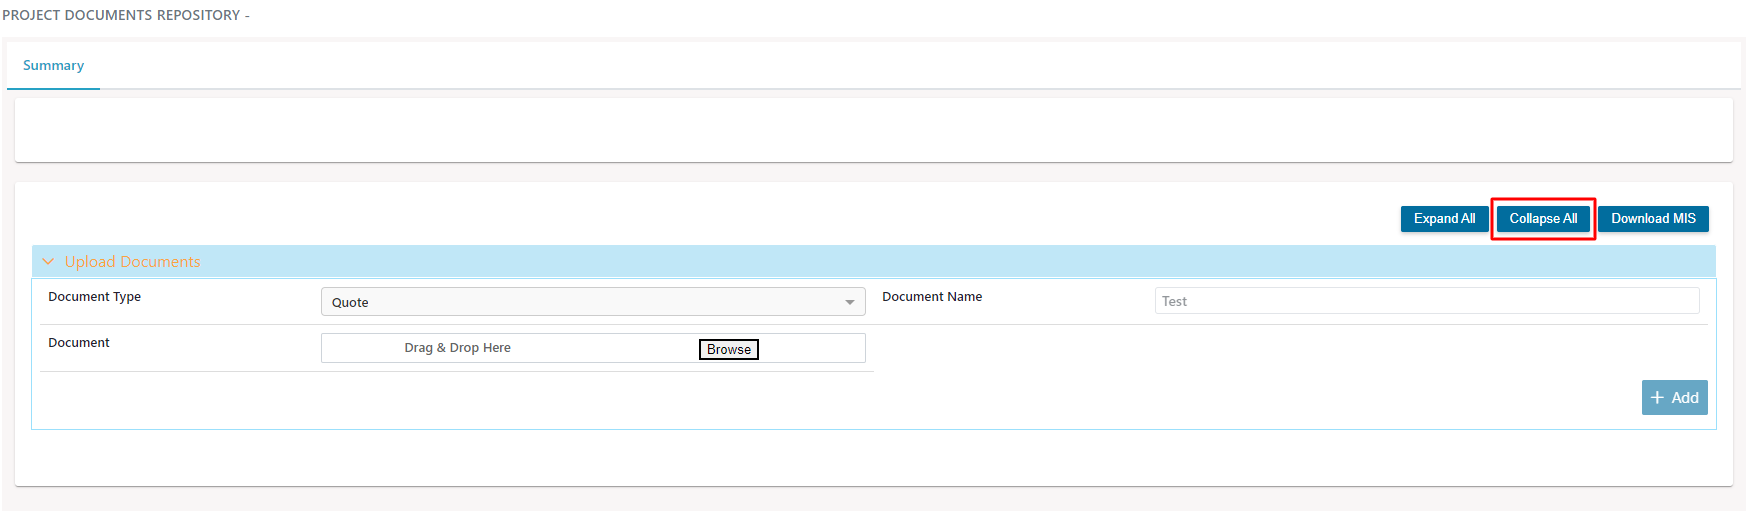 PROJECT DOCUMENTS REPOSITORY -
Summary
Expand All Collapse All Download MIS
Upload Documents
Document Type Quote Document Name Test
Document Drag & Drop Here Browse
+ Add